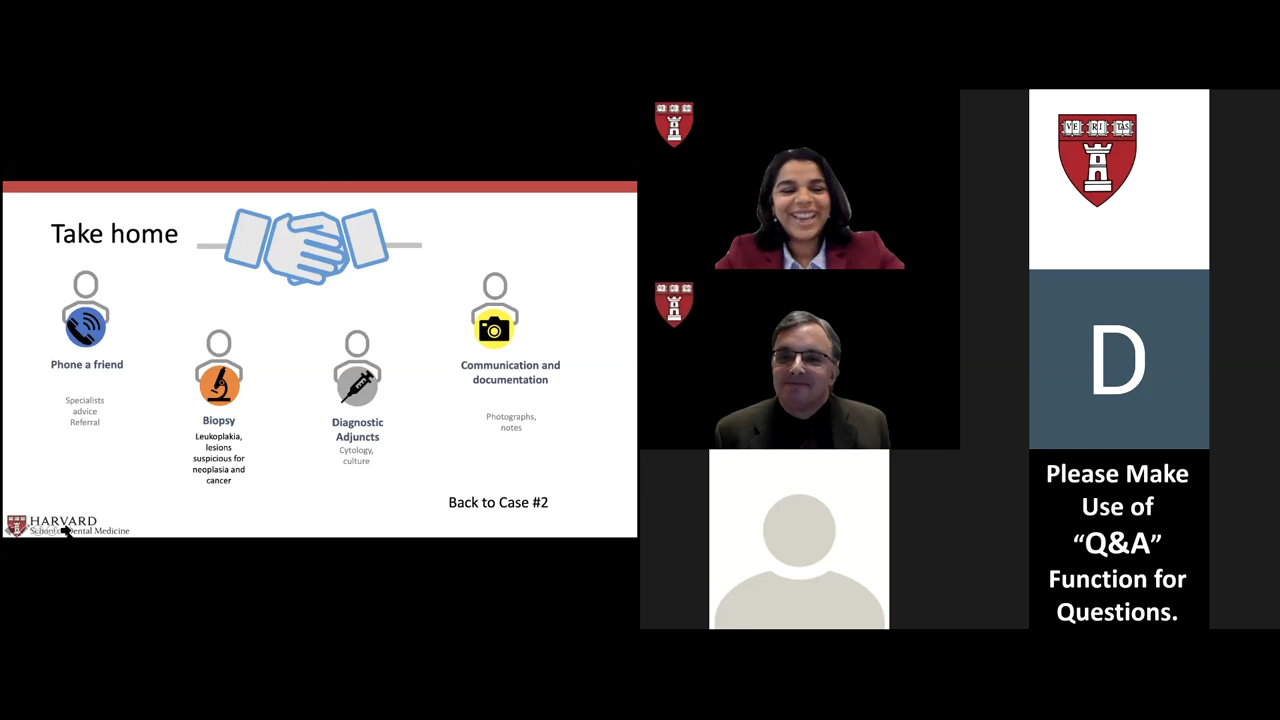 Take home
Phone a friend
Specialists
advice
Referral
Biopsy
Leukoplakia,
lesions
suspicious for
neoplasia and
cancer
Diagnostic
Adjuncts
Cytology,
culture
Communication and
documentation
Photographs,
notes
Back to Case #2
HARVARD
School of Dental Medicine
VE RI TAS
D
Please Make
Use of
“Q&A”
Function for
Questions.